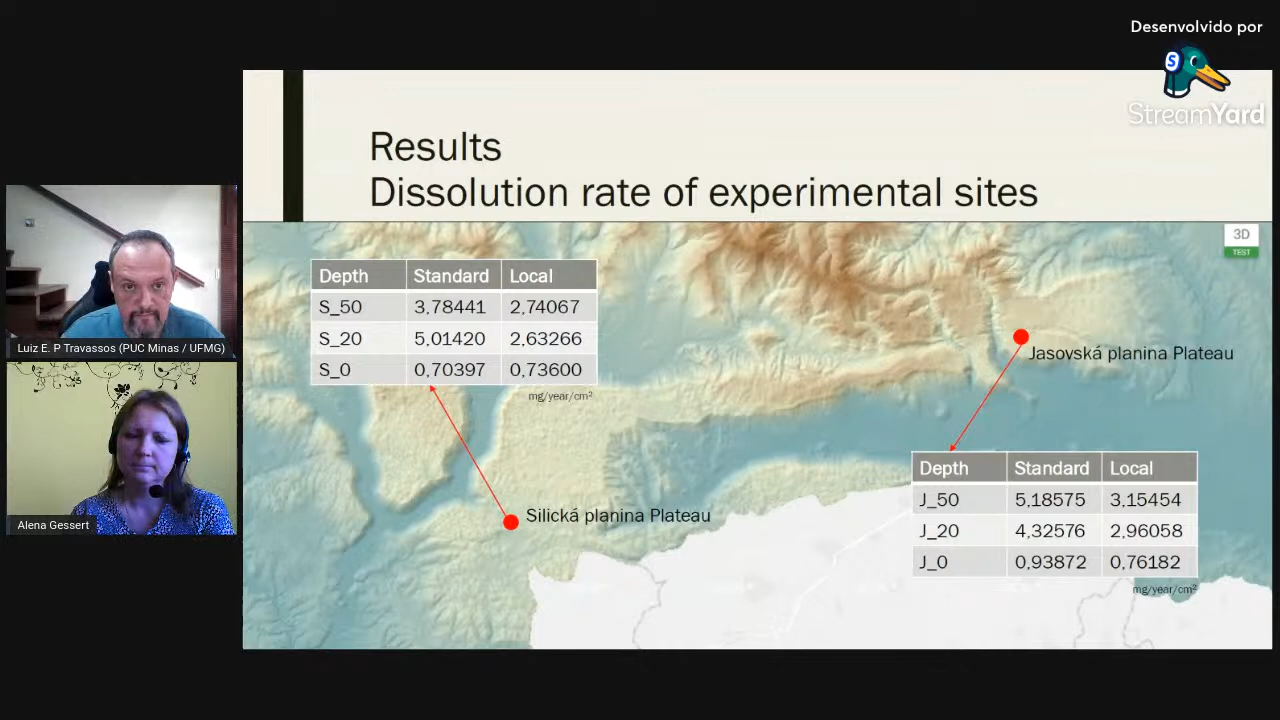 Desenvolvido por
S
StreamYard
Results
Dissolution rate of experimental sites
3D
TEST
Depth Standard Local
S_50 3,78441 2,74067
S_20 5,01420 2,63266
S_0 0,70397 0,73600
mg/year/cm²
Jasovská planina Plateau
Luiz E. P Travassos (PUC Minas / UFMG)
Depth Standard Local
J_50 5,18575 3,15454
J_20 4,32576 2,96058
J_0 0,93872 0,76182
mg/year/cm²
Silická planina Plateau
Alena Gessert